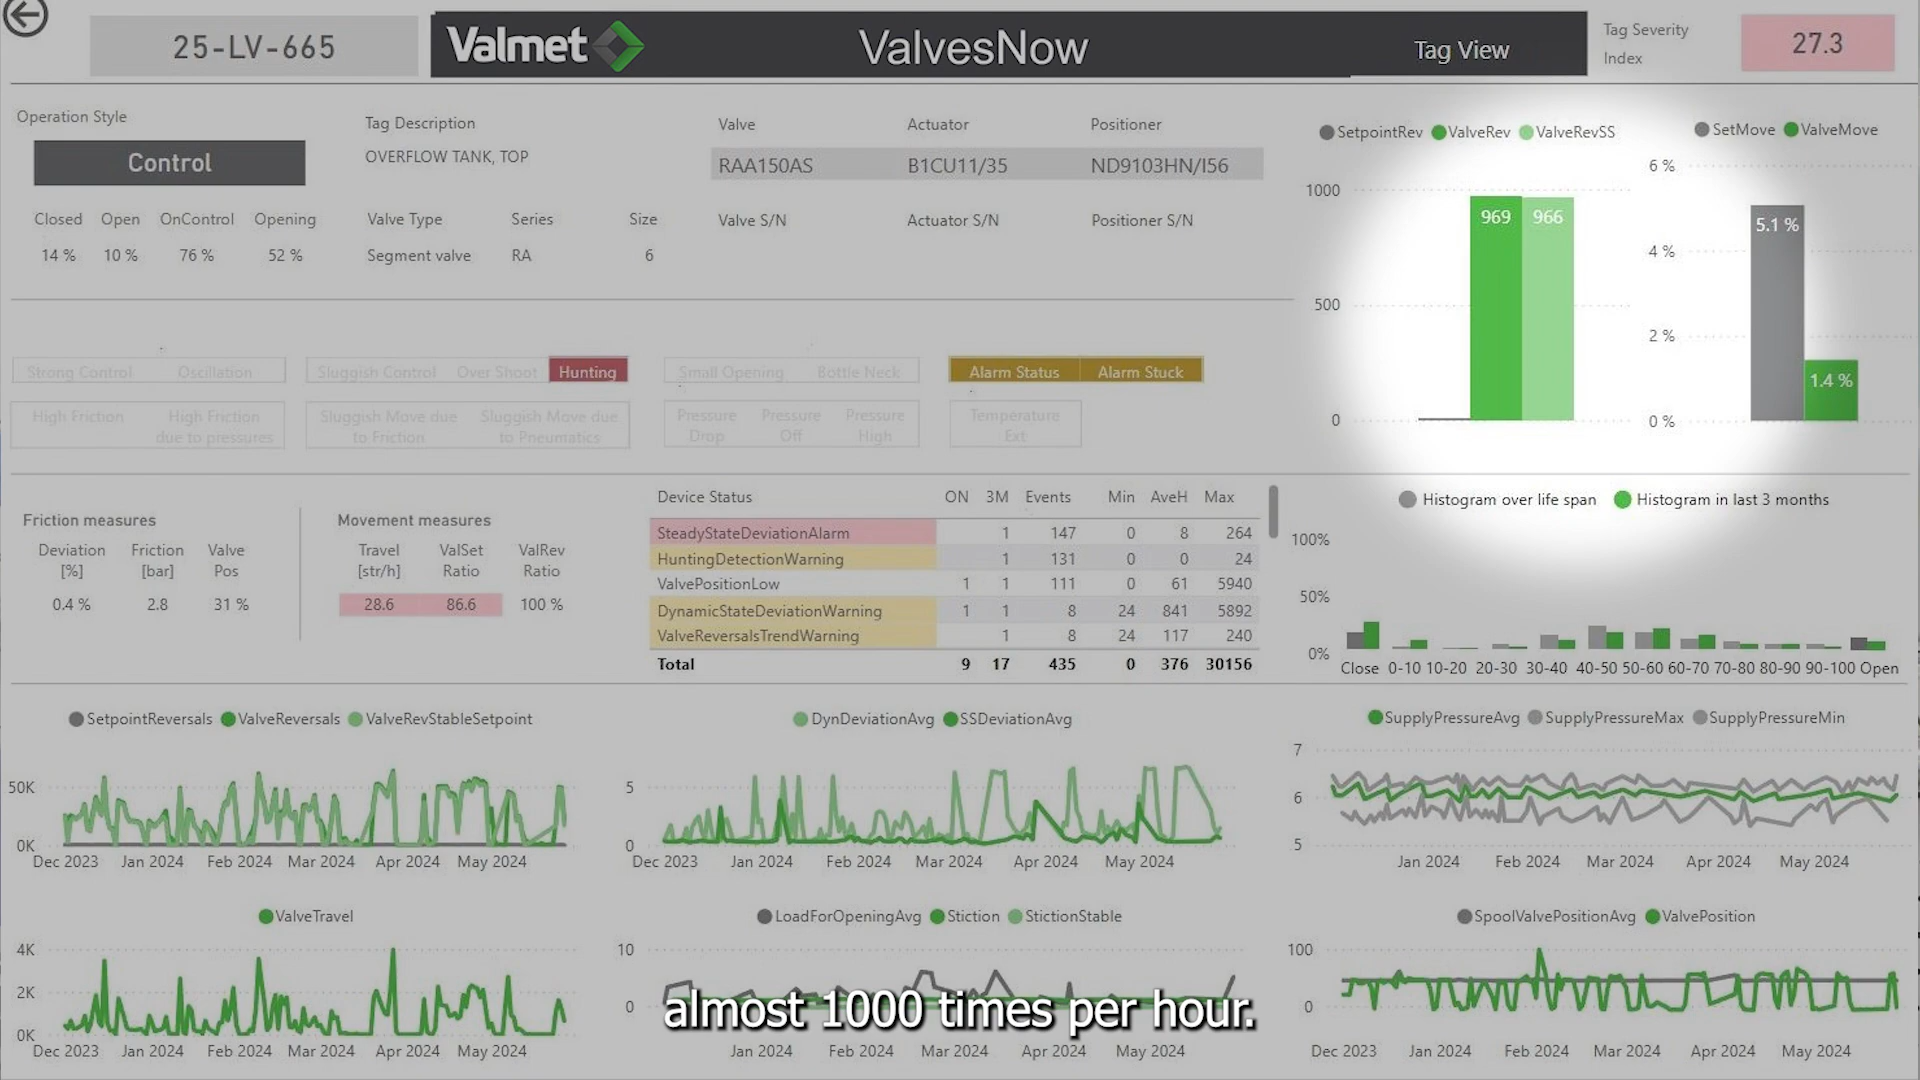 25-LV-665
Valmet
ValvesNow
Tag View
Tag Severity
Index
27.3
Operation Style
Control
Closed Open OnControl Opening
14 % 10 % 76 % 52 %
Tag Description
OVERFLOW TANK, TOP
Valve Type Series Size
Segment valve RA 6
Valve Actuator Positioner
RAA150AS B1CU11/35 ND9103HN/I56
Valve S/N Actuator S/N Positioner S/N
SetpointRev ValveRev ValveRevSS
1000
500
0
969 966
SetMove ValveMove
6 %
4 %
2 %
0 %
5.1 %
1.4 %
Strong Control Oscillation
Sluggish Control Over Shoot Hunting
Small Opening Bottle Neck
Alarm Status Alarm Stuck
High Friction High Friction
due to pressures
Sluggish Move due Sluggish Move due
to Friction to Pneumatics
Pressure Pressure Pressure
Drop Off High
Temperature
Ext
Friction measures
Deviation Friction Valve
[%] [bar] Pos
0.4 % 2.8 31 %
Movement measures
Travel ValSet ValRev
[str/h] Ratio Ratio
28.6 86.6 100 %
Device Status ON 3M Events Min AveH Max
SteadyStateDeviationAlarm 1 147 0 8 264
HuntingDetectionWarning 1 131 0 0 24
ValvePositionLow 1 1 111 0 61 5940
DynamicStateDeviationWarning 1 1 8 24 841 5892
ValveReversalsTrendWarning 1 8 24 117 240
Total 9 17 435 0 376 30156
Histogram over life span Histogram in last 3 months
100%
50%
0%
Close 0-10 10-20 20-30 30-40 40-50 50-60 60-70 70-80 80-90 90-100 Open
SetpointReversals ValveReversals ValveRevStableSetpoint
50K
0K
Dec 2023 Jan 2024 Feb 2024 Mar 2024 Apr 2024 May 2024
DynDeviationAvg SSDeviationAvg
5
0
Dec 2023 Jan 2024 Feb 2024 Mar 2024 Apr 2024 May 2024
SupplyPressureAvg SupplyPressureMax SupplyPressureMin
7
6
5
Jan 2024 Feb 2024 Mar 2024 Apr 2024 May 2024
ValveTravel
4K
2K
0K
Dec 2023 Jan 2024 Feb 2024 Mar 2024 Apr 2024 May 2024
LoadForOpeningAvg Stiction StictionStable
10
0
Jan 2024 Feb 2024 Mar 2024 Apr 2024 May 2024
SpoolValvePositionAvg ValvePosition
100
0
Dec 2023 Jan 2024 Feb 2024 Mar 2024 Apr 2024 May 2024
almost 1000 times per hour.